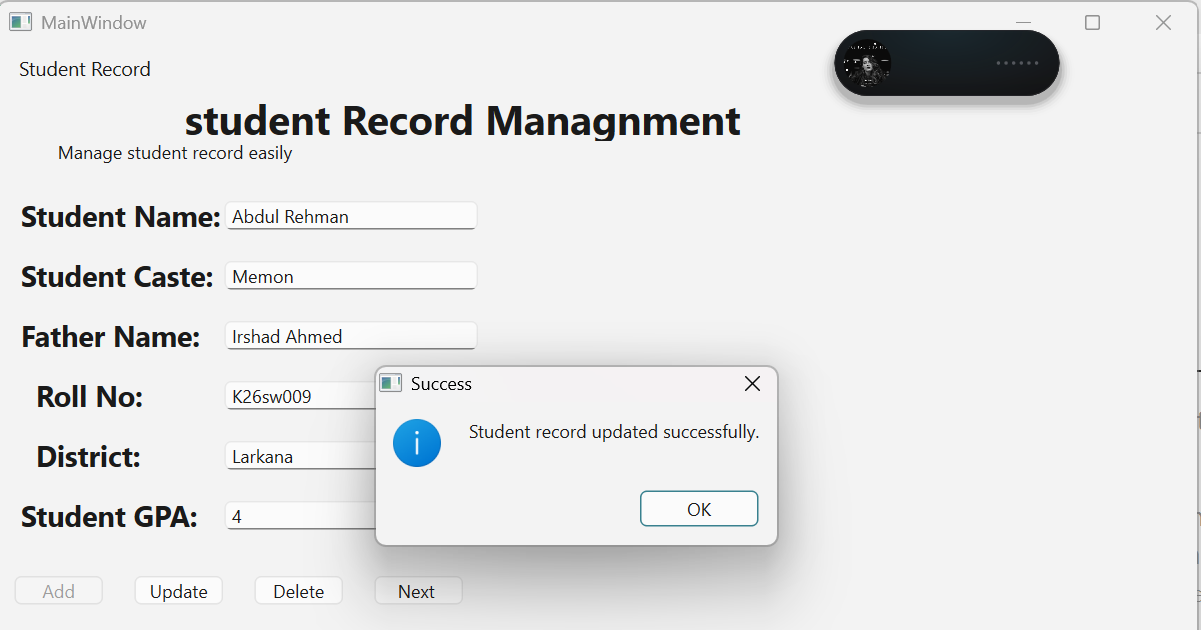 MainWindow
Student Record
student Record Managnment
Manage student record easily
Student Name: Abdul Rehman
Student Caste: Memon
Father Name: Irshad Ahmed
Roll No: K26sw009
District: Larkana
Student GPA: 4
Success
Student record updated successfully.
OK
Add Update Delete Next